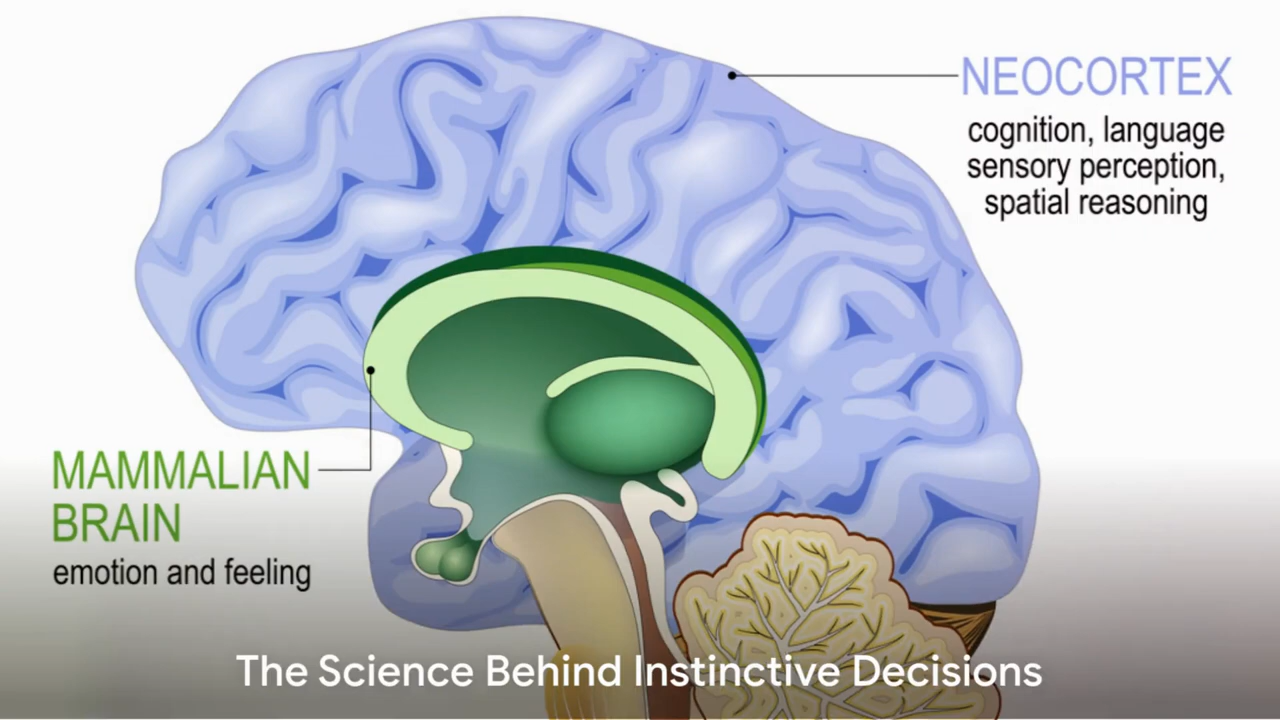 NEOCORTEX
cognition, language
sensory perception,
spatial reasoning
MAMMALIAN
BRAIN
emotion and feeling
The Science Behind Instinctive Decisions